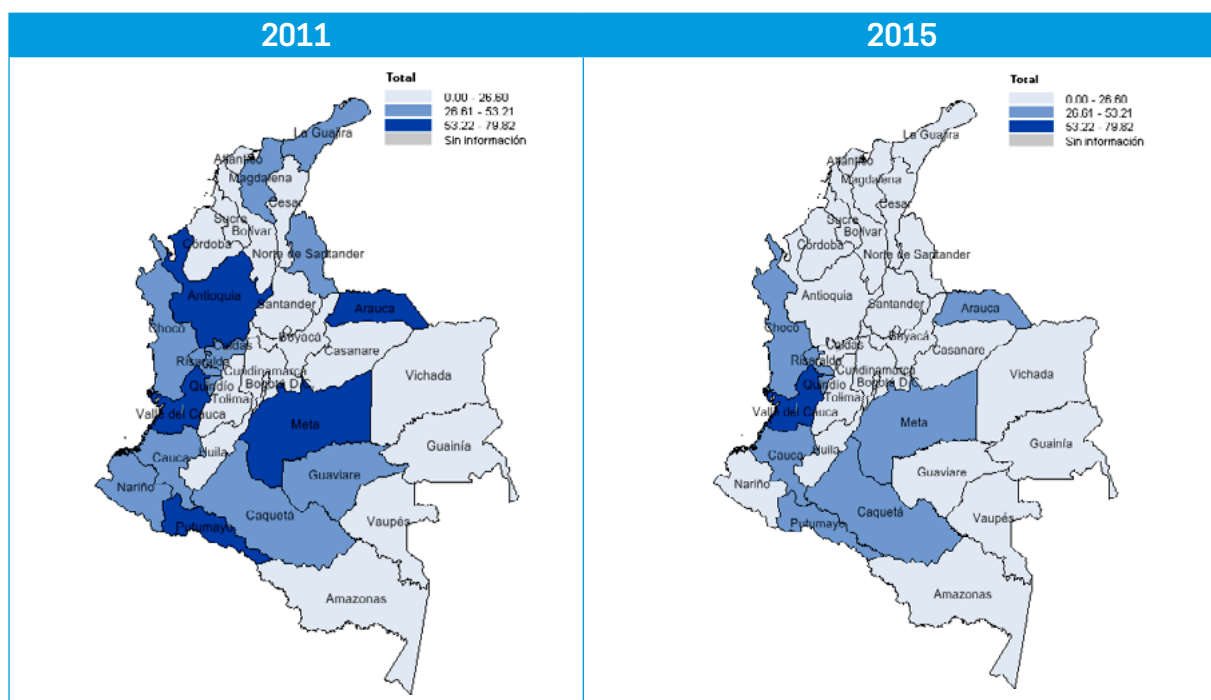 2011
2015
Total
0.00 - 26.60
26.61 - 53.21
53.22 - 79.82
Sin información
La Guajira
Atlántico
Magdalena
Cesar
Sucre
Bolívar
Córdoba
Norte de Santander
Antioquia
Santander
Arauca
Chocó
Boyacá
Caldas
Casanare
Risaralda
Cundinamarca
Vichada
Quindío
Bogotá D.C.
Tolima
Valle del Cauca
Meta
Guainía
Cauca
Huila
Guaviare
Nariño
Caquetá
Vaupés
Putumayo
Amazonas
Total
0.00 - 26.60
26.61 - 53.21
53.22 - 79.82
Sin información
La Guajira
Atlántico
Magdalena
Cesar
Sucre
Bolívar
Córdoba
Norte de Santander
Antioquia
Santander
Arauca
Chocó
Boyacá
Caldas
Casanare
Risaralda
Cundinamarca
Vichada
Quindío
Bogotá D.C.
Tolima
Valle del Cauca
Meta
Guainía
Cauca
Huila
Guaviare
Nariño
Caquetá
Vaupés
Putumayo
Amazonas